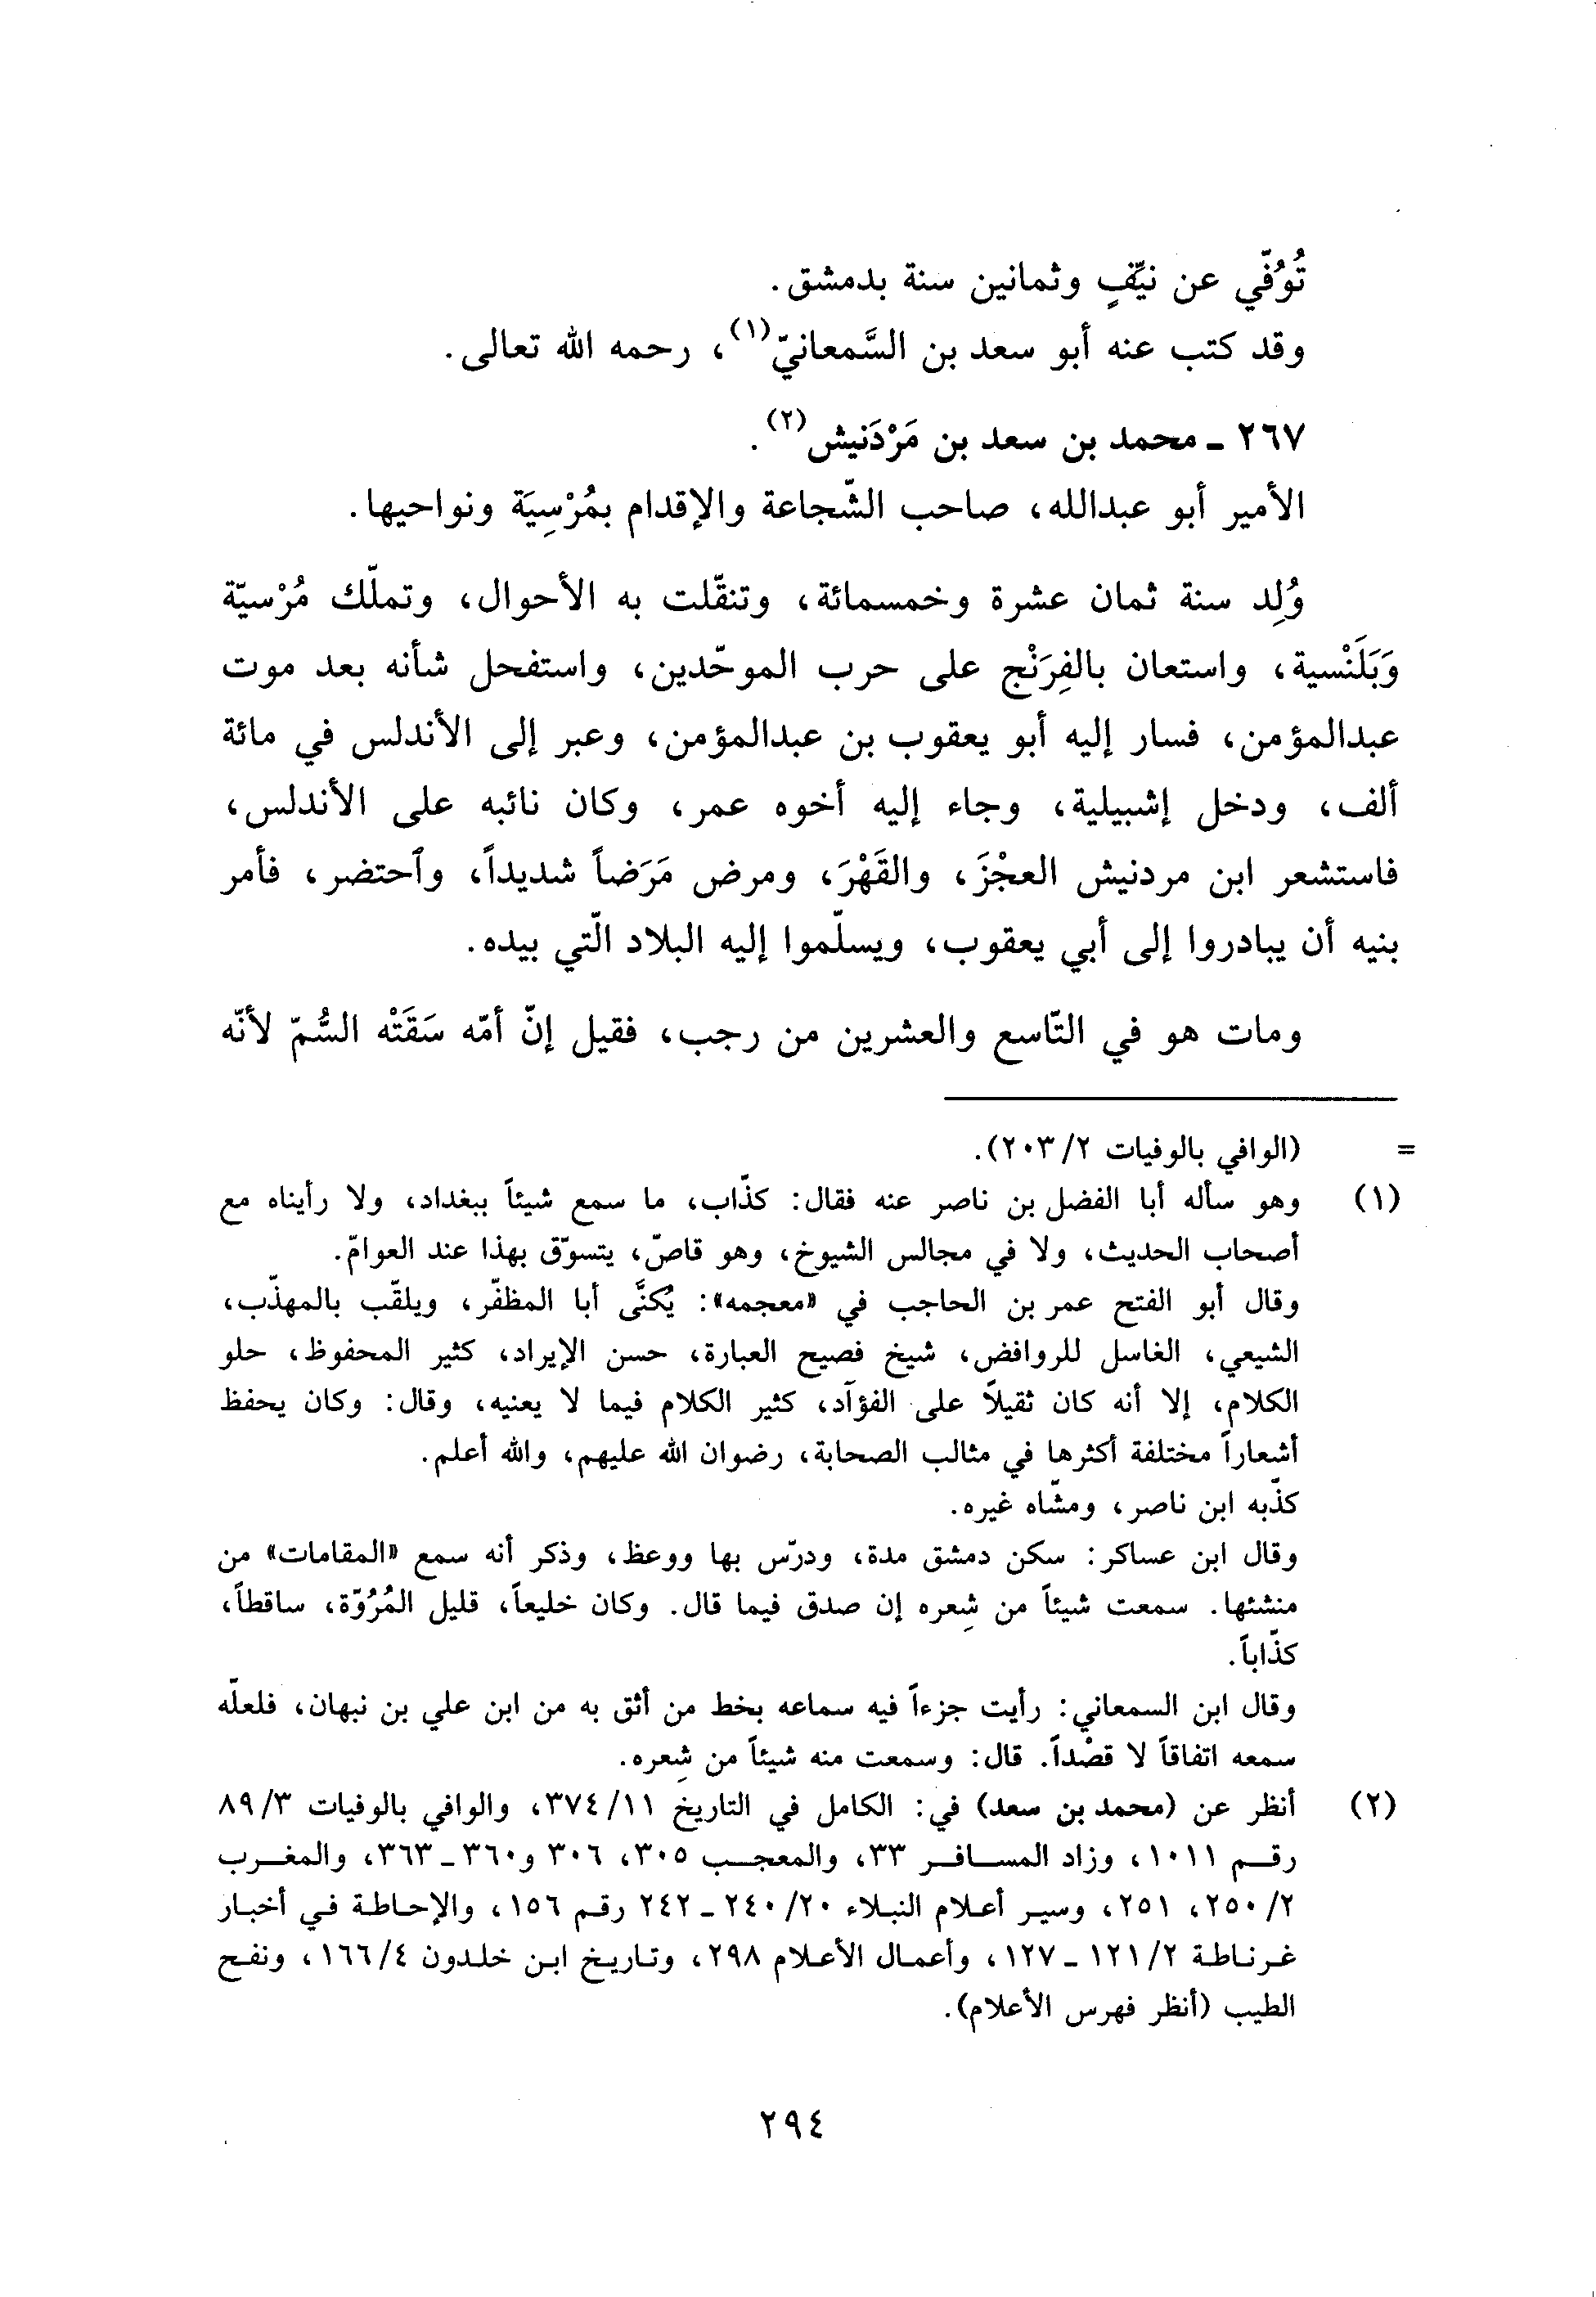 تُوُفّي عن نيِّفٍ وثمانين سنة بدمشق.
وقد كتب عنه أبو سعد بن السَّمعانيّ(١)، رحمه الله تعالى.
٢٦٧ ـ محمد بن سعد بن مَرْدَنيش(٢).
الأمير أبو عبدالله، صاحب الشّجاعة والإقدام بمُرْسِيَة ونواحيها.
وُلِد سنة ثمان عشرة وخمسمائة، وتنقّلت به الأحوال، وتملّك مُرْسيّة
وَبَلَنْسية، واستعان بالفِرَنْج على حرب الموحّدين، واستفحل شأنه بعد موت
عبدالمؤمن، فسار إليه أبو يعقوب بن عبدالمؤمن، وعبر إلى الأندلس في مائة
ألف، ودخل إشبيلية، وجاء إليه أخوه عمر، وكان نائبه على الأندلس،
فاستشعر ابن مردنيش العجْزَ، والقَهْرَ، ومرض مَرَضاً شديداً، وٱحتضر، فأمر
بنيه أن يبادروا إلى أبي يعقوب، ويسلّموا إليه البلاد الّتي بيده.
ومات هو في التّاسع والعشرين من رجب، فقيل إنّ أمّه سَقَتْه السُّمّ لأنّه
= (الوافي بالوفيات ٢/‏٢٠٣).
(١) وهو سأله أبا الفضل بن ناصر عنه فقال: كذّاب، ما سمع شيئاً ببغداد، ولا رأيناه مع
أصحاب الحديث، ولا في مجالس الشيوخ، وهو قاصّ، يتسوّق بهذا عند العوامّ.
وقال أبو الفتح عمر بن الحاجب في «معجمه»: يُكنَّى أبا المظفّر، ويلقّب بالمهذّب،
الشيعي، الغاسل للروافض، شيخ فصيح العبارة، حسن الإيراد، كثير المحفوظ، حلو
الكلام، إلا أنه كان ثقيلاً على الفؤآد، كثير الكلام فيما لا يعنيه، وقال: وكان يحفظ
أشعاراً مختلفة أكثرها في مثالب الصحابة، رضوان الله عليهم، والله أعلم.
كذّبه ابن ناصر، ومشّاه غيره.
وقال ابن عساكر: سكن دمشق مدة، ودرّس بها ووعظ، وذكر أنه سمع «المقامات» من
منشئها. سمعت شيئاً من شِعره إن صدق فيما قال. وكان خليعاً، قليل المُرُوّة، ساقطاً،
كذّاباً.
وقال ابن السمعاني: رأيت جزءاً فيه سماعه بخط من أثق به من ابن علي بن نبهان، فلعلّه
سمعه اتفاقاً لا قصْداً. قال: وسمعت منه شيئاً من شِعره.
(٢) أنظر عن (محمد بن سعد) في: الكامل في التاريخ ١١/‏٣٧٤، والوافي بالوفيات ٣/‏٨٩
رقم ١٠١١، وزاد المسافر ٣٣، والمعجب ٣٠٥، ٣٠٦ و٣٦٠ـ٣٦٣، والمغرب
٢/‏٢٥٠، ٢٥١، وسير أعلام النبلاء ٢٠/‏٢٤٠ـ٢٤٢ رقم ١٥٦، والإحاطة في أخبار
غرناطة ٢/‏١٢١ـ١٢٧، وأعمال الأعلام ٢٩٨، وتاريخ ابن خلدون ٤/‏١٦٦، ونفح
الطيب (أنظر فهرس الأعلام).
٢٩٤